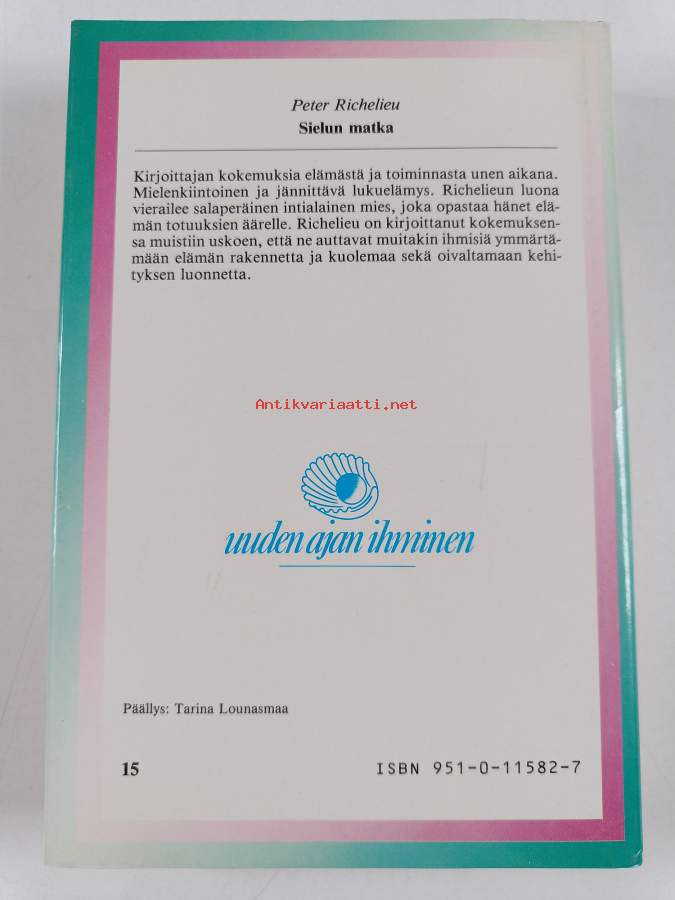 Peter Richelieu
Sielun matka
Kirjoittajan kokemuksia elämästä ja toiminnasta unen aikana.
Mielenkiintoinen ja jännittävä lukuelämys. Richelieun luona
vierailee salaperäinen intialainen mies, joka opastaa hänet elä-
män totuuksien äärelle. Richelieu on kirjoittanut kokemuksen-
sa muistiin uskoen, että ne auttavat muitakin ihmisiä ymmärtä-
mään elämän rakennetta ja kuolemaa sekä oivaltamaan kehi-
tyksen luonnetta.
Antikvariaatti.net
uuden ajan ihminen
Päällys: Tarina Lounasmaa
15 ISBN 951-0-11582-7